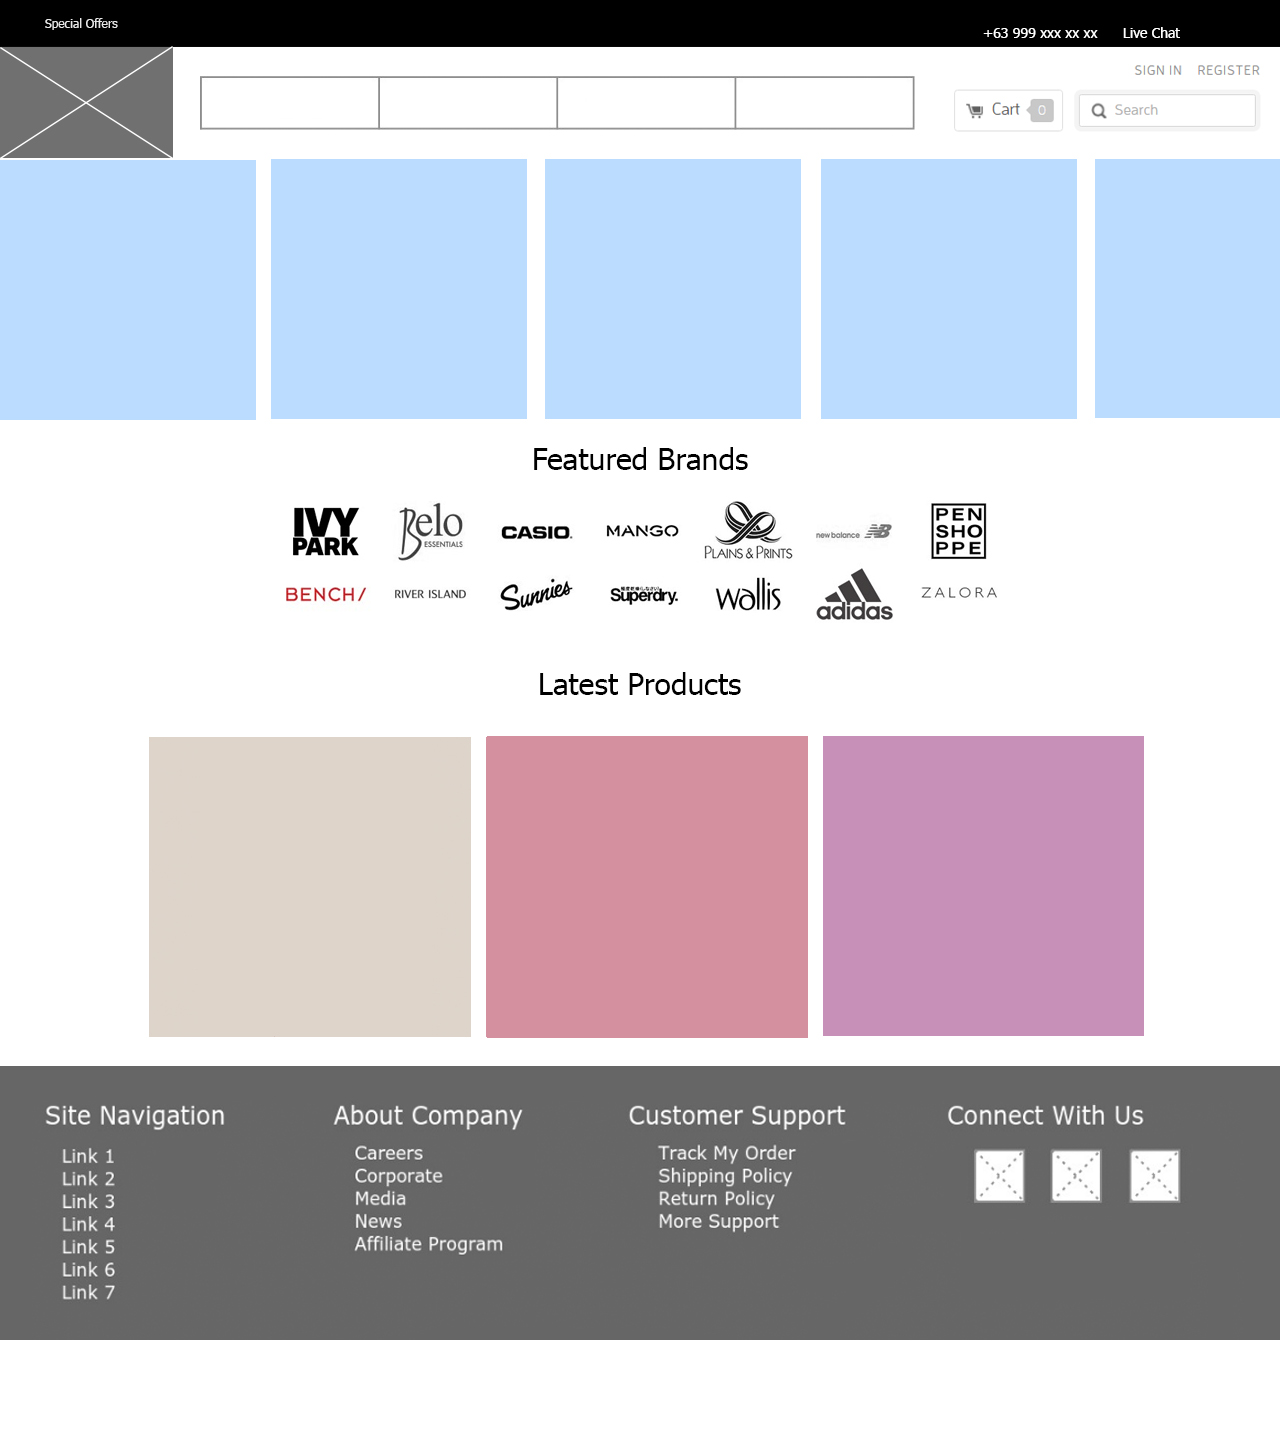 Special Offers
+63 999 xxx xx xx Live Chat
SIGN IN REGISTER
Cart 0 Search
Featured Brands
IVY PARK
Belo ESSENTIALS
CASIO.
MANGO
PLAINS & PRINTS
new balance
PEN
SHO
PPE
BENCH/
RIVER ISLAND
Sunnies
Superdry.
wallis
adidas
ZALORA
Latest Products
Site Navigation
Link 1
Link 2
Link 3
Link 4
Link 5
Link 6
Link 7
About Company
Careers
Corporate
Media
News
Affiliate Program
Customer Support
Track My Order
Shipping Policy
Return Policy
More Support
Connect With Us